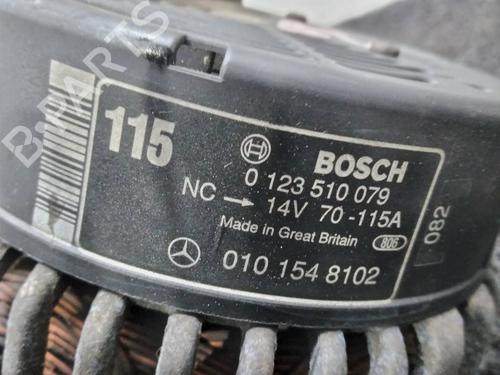 B-PARTS
115
BOSCH
0 123 510 079
NC → 14V 70 -115A
Made in Great Britain 806
010 154 8102
082